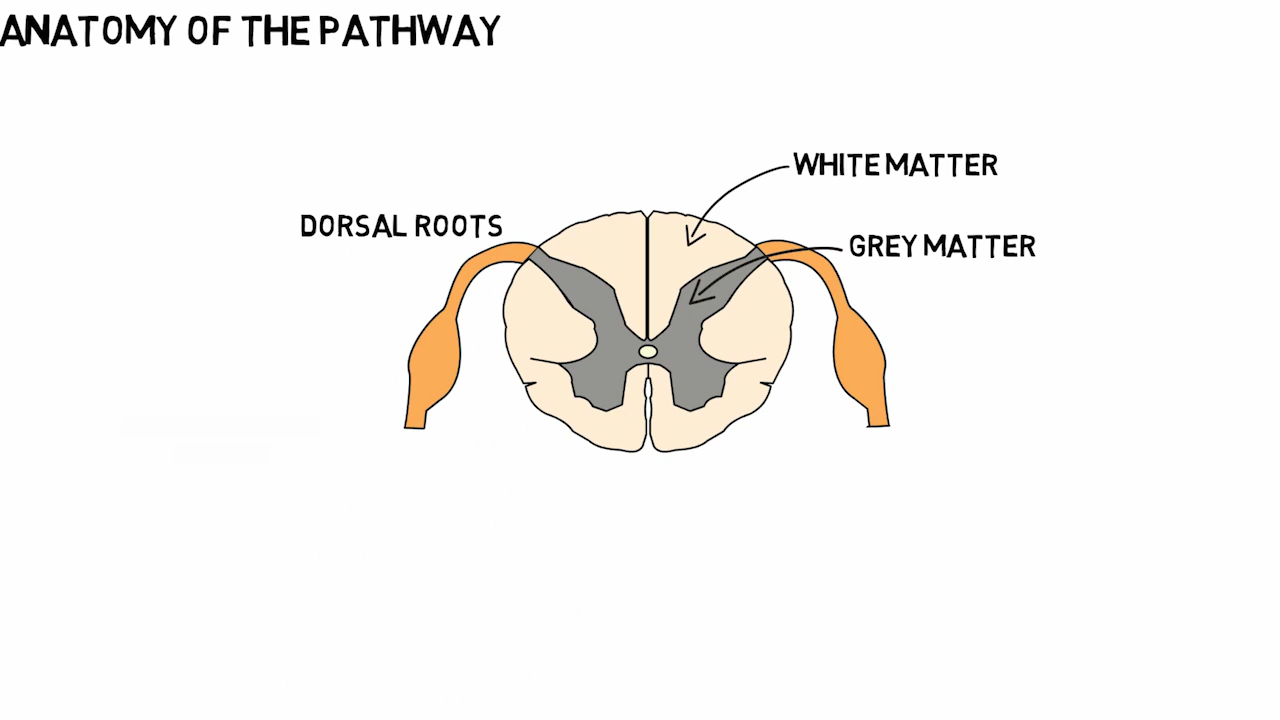 ANATOMY OF THE PATHWAY
WHITE MATTER
DORSAL ROOTS
GREY MATTER